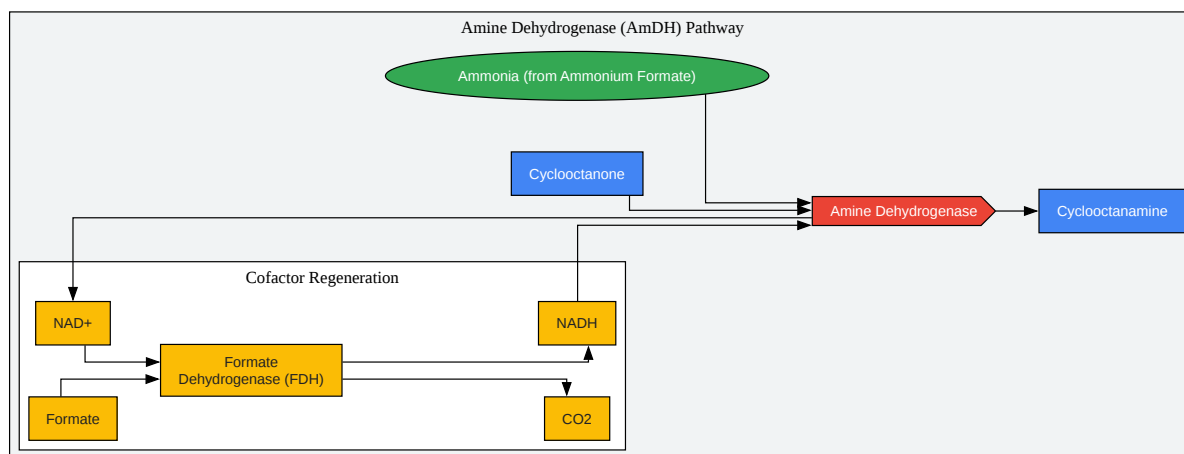 Amine Dehydrogenase (AmDH) Pathway
Ammonia (from Ammonium Formate)
Cyclooctanone
Amine Dehydrogenase
Cyclooctanamine
Cofactor Regeneration
NAD+
NADH
Formate
Dehydrogenase (FDH)
Formate
CO2